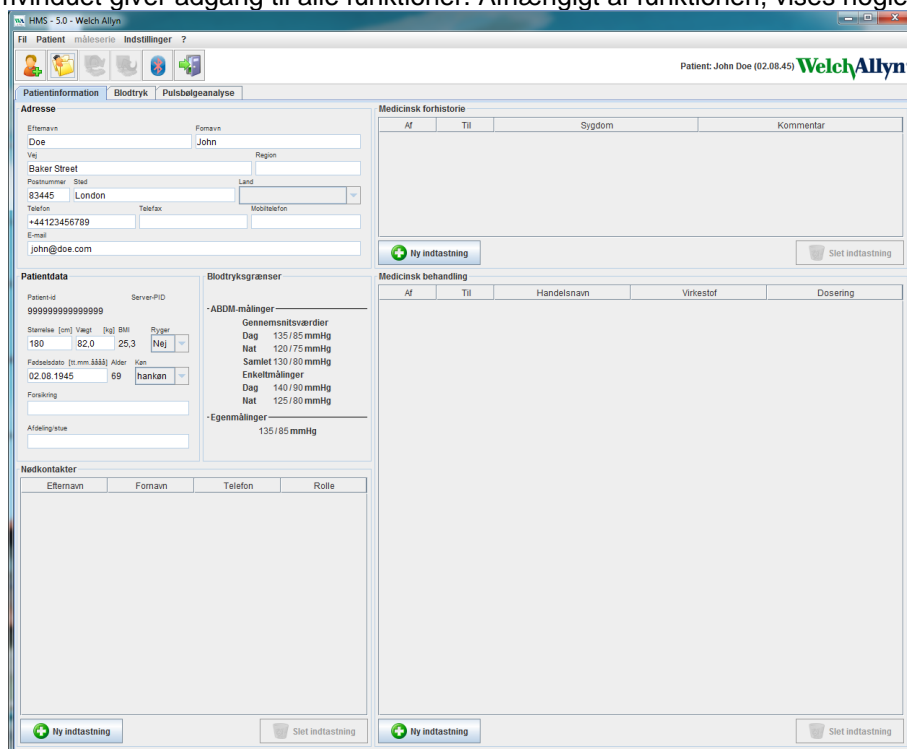 nvinduet giver adgang til alle funktioner. Afhængigt af funktionen, vises nogle
HMS - 5.0 - Welch Allyn
Fil Patient måleserie Indstillinger ?
Patient: John Doe (02.08.45) WelchAllyn
Patientinformation Blodtryk Pulsbølgeanalyse
Adresse
Efternavn Fornavn
Doe John
Vej Region
Baker Street
Postnummer Sted Land
83445 London
Telefon Telefax Mobiltelefon
+44123456789
E-mail
john@doe.com
Medicinsk forhistorie
Af Til Sygdom Kommentar
Ny indtastning Slet indtastning
Patientdata
Patient-id Server-PID
999999999999999
Størrelse [cm] Vægt [kg] BMI Ryger
180 82,0 25,3 Nej
Fødselsdato [tt.mm.åååå] Alder Køn
02.08.1945 69 hankøn
Forsikring
Afdeling/stue
Blodtryksgrænser
ABDM-målinger
Gennemsnitsværdier
Dag 135/85 mmHg
Nat 120/75 mmHg
Samlet 130/80 mmHg
Enkeltmålinger
Dag 140/90 mmHg
Nat 125/80 mmHg
Egenmålinger
135/85 mmHg
Medicinsk behandling
Af Til Handelsnavn Virkestof Dosering
Nødkontakter
Efternavn Fornavn Telefon Rolle
Ny indtastning Slet indtastning
Ny indtastning Slet indtastning